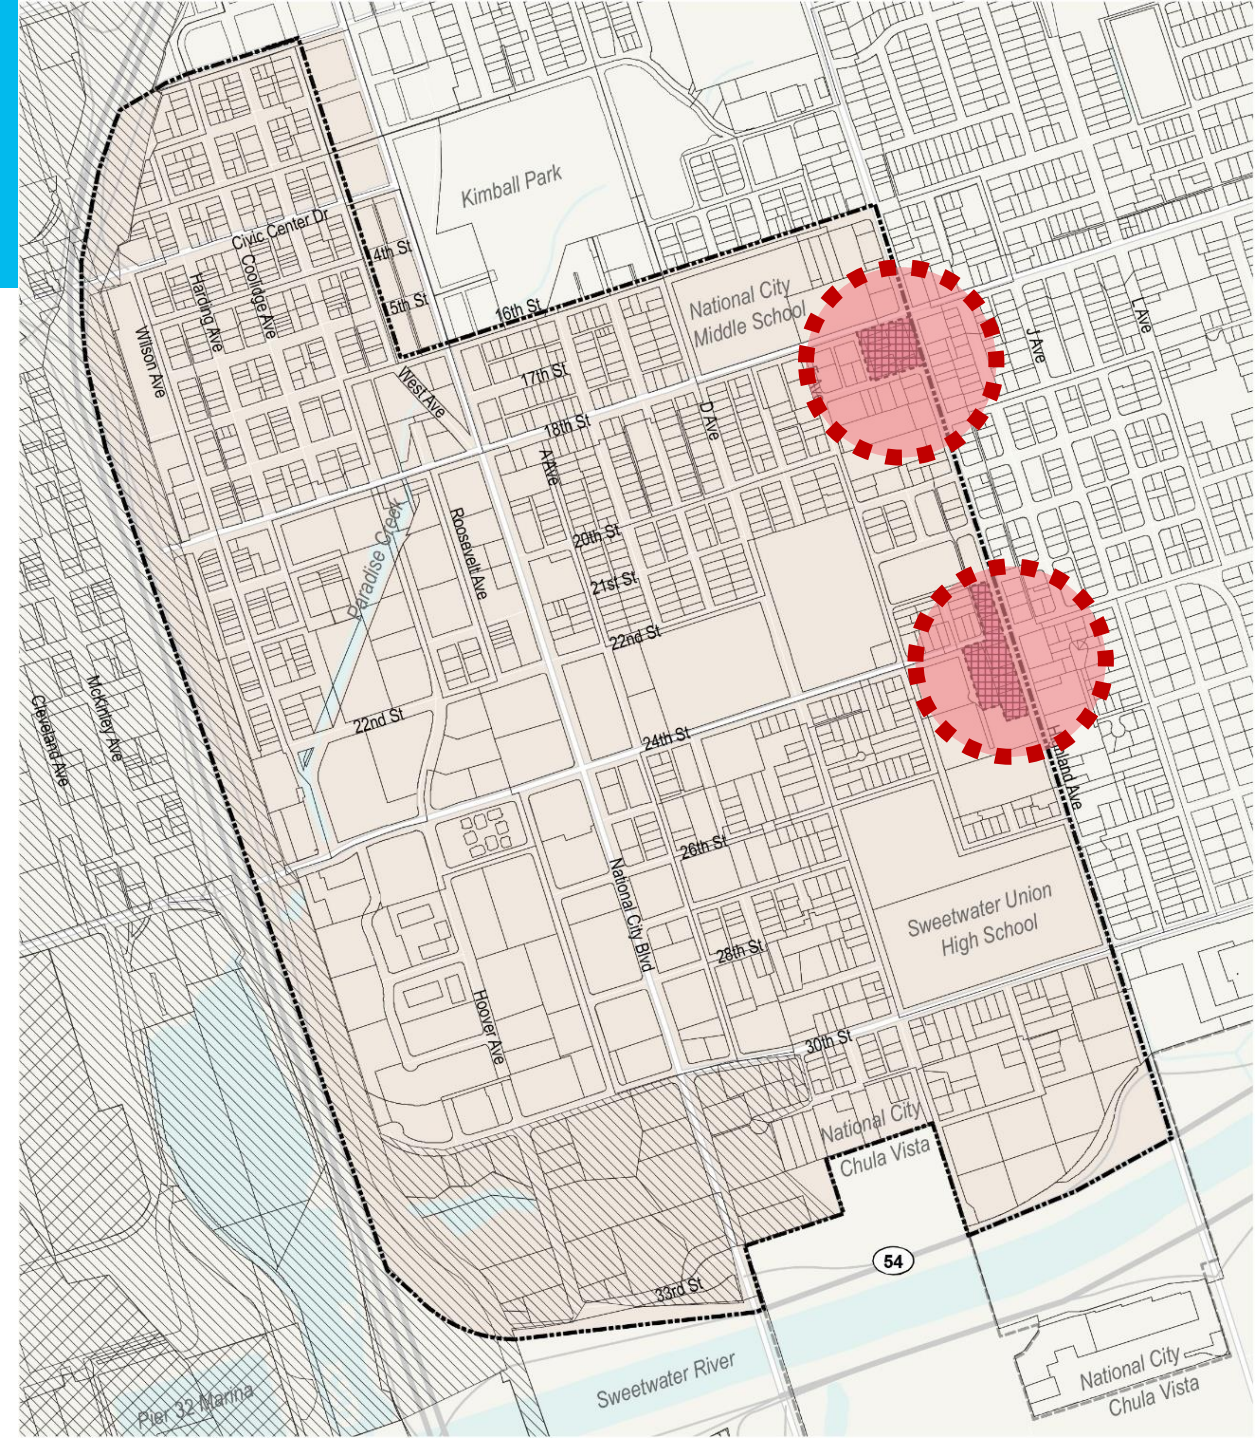 Kimball Park
Civic Center Dr
14th St
15th St
16th St
Harding Ave
Coolidge Ave
Wilson Ave
National City
Middle School
L Ave
J Ave
17th St
West Ave
18th St
D Ave
A Ave
Paradise Creek
Roosevelt Ave
20th St
21st St
22nd St
22nd St
24th St
McKinley Ave
Cleveland Ave
Highland Ave
26th St
National City Blvd
Sweetwater Union
High School
28th St
Hoover Ave
30th St
National City
Chula Vista
54
33rd St
Sweetwater River
National City
Chula Vista
Pier 32 Marina